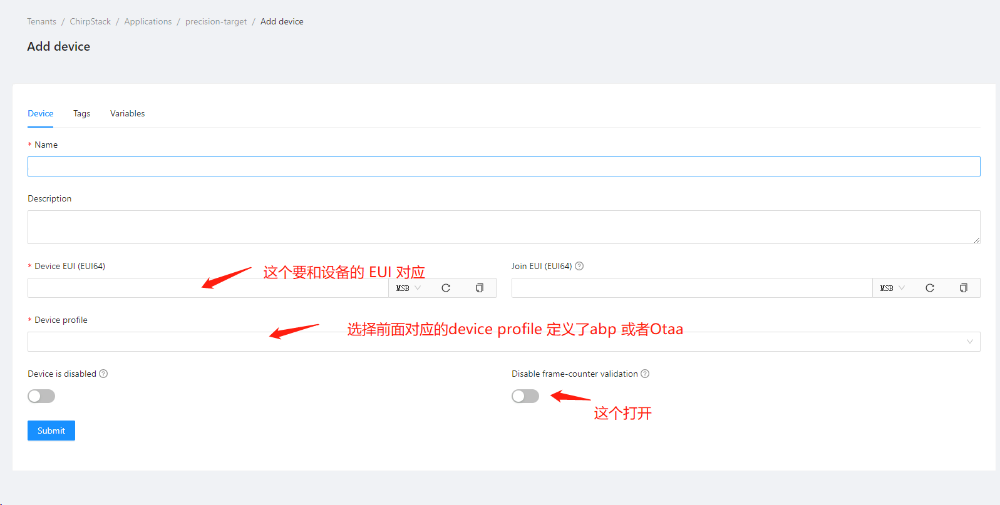 Tenants / ChirpStack / Applications / precision-target / Add device
Add device
Device Tags Variables
* Name
Description
* Device EUI (EUI64)
这个要和设备的 EUI 对应
MSB
Join EUI (EUI64)
MSB
* Device profile
选择前面对应的device profile 定义了abp 或者Otaa
Device is disabled
Disable frame-counter validation
这个打开
Submit